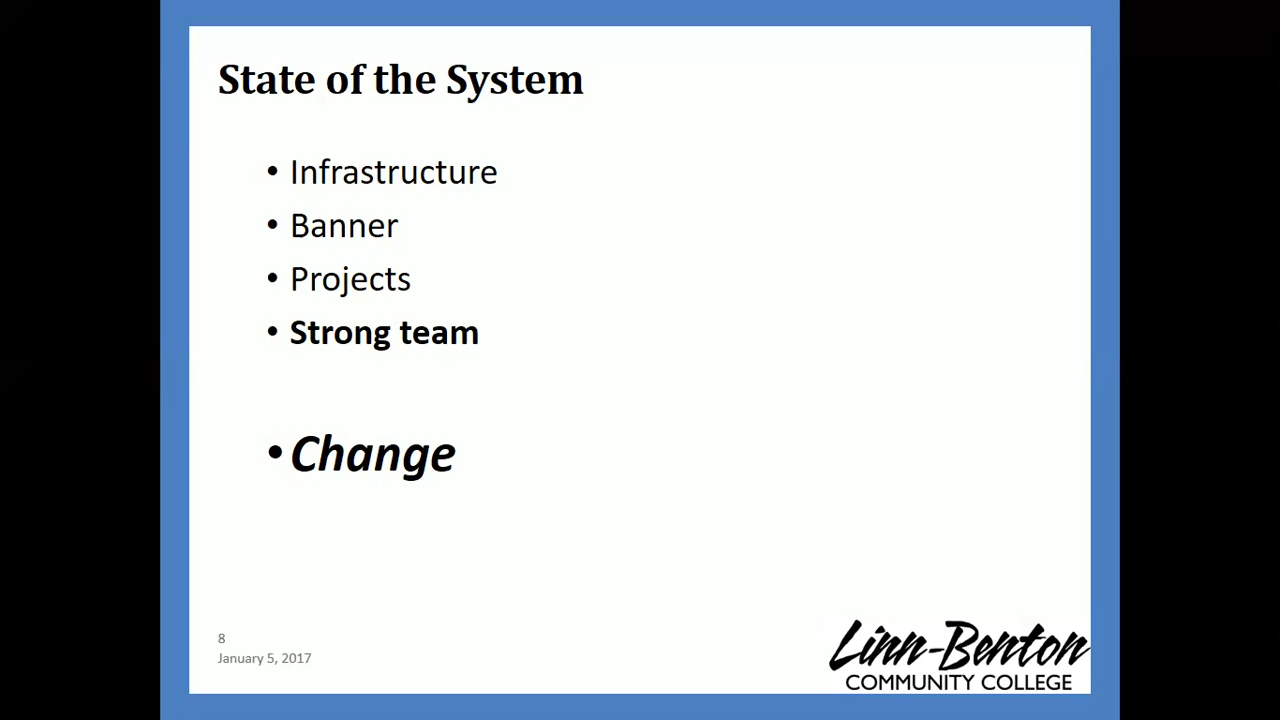 State of the System
• Infrastructure
• Banner
• Projects
• Strong team
• Change
8
January 5, 2017
Linn-Benton
COMMUNITY COLLEGE